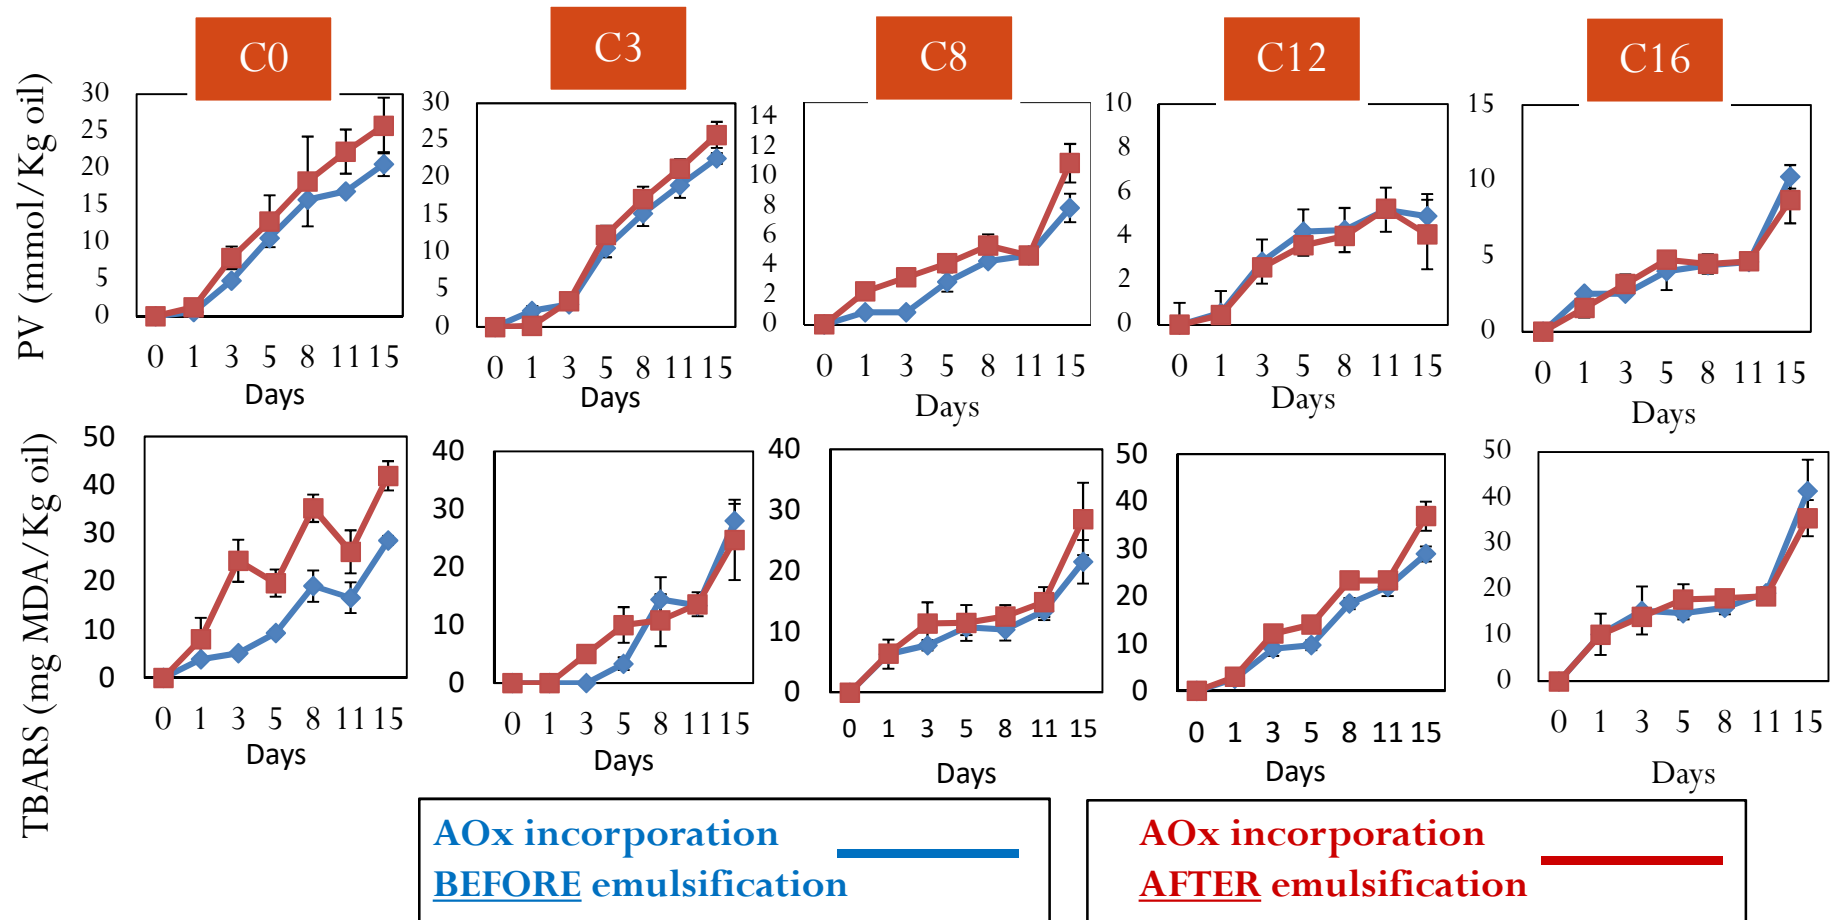 C0
C3
C8
C12
C16
PV (mmol/Kg oil)
30
25
20
15
10
5
0
0 1 3 5 8 11 15
Days
30
25
20
15
10
5
0
0 1 3 5 8 11 15
Days
14
12
10
8
6
4
2
0
0 1 3 5 8 11 15
Days
10
8
6
4
2
0
0 1 3 5 8 11 15
Days
15
10
5
0
0 1 3 5 8 11 15
Days
TBARS (mg MDA/Kg oil)
50
40
30
20
10
0
0 1 3 5 8 11 15
Days
40
30
20
10
0
0 1 3 5 8 11 15
Days
40
30
20
10
0
0 1 3 5 8 11 15
Days
50
40
30
20
10
0
0 1 3 5 8 11 15
Days
50
40
30
20
10
0
0 1 3 5 8 11 15
Days
AOx incorporation
BEFORE emulsification
AOx incorporation
AFTER emulsification